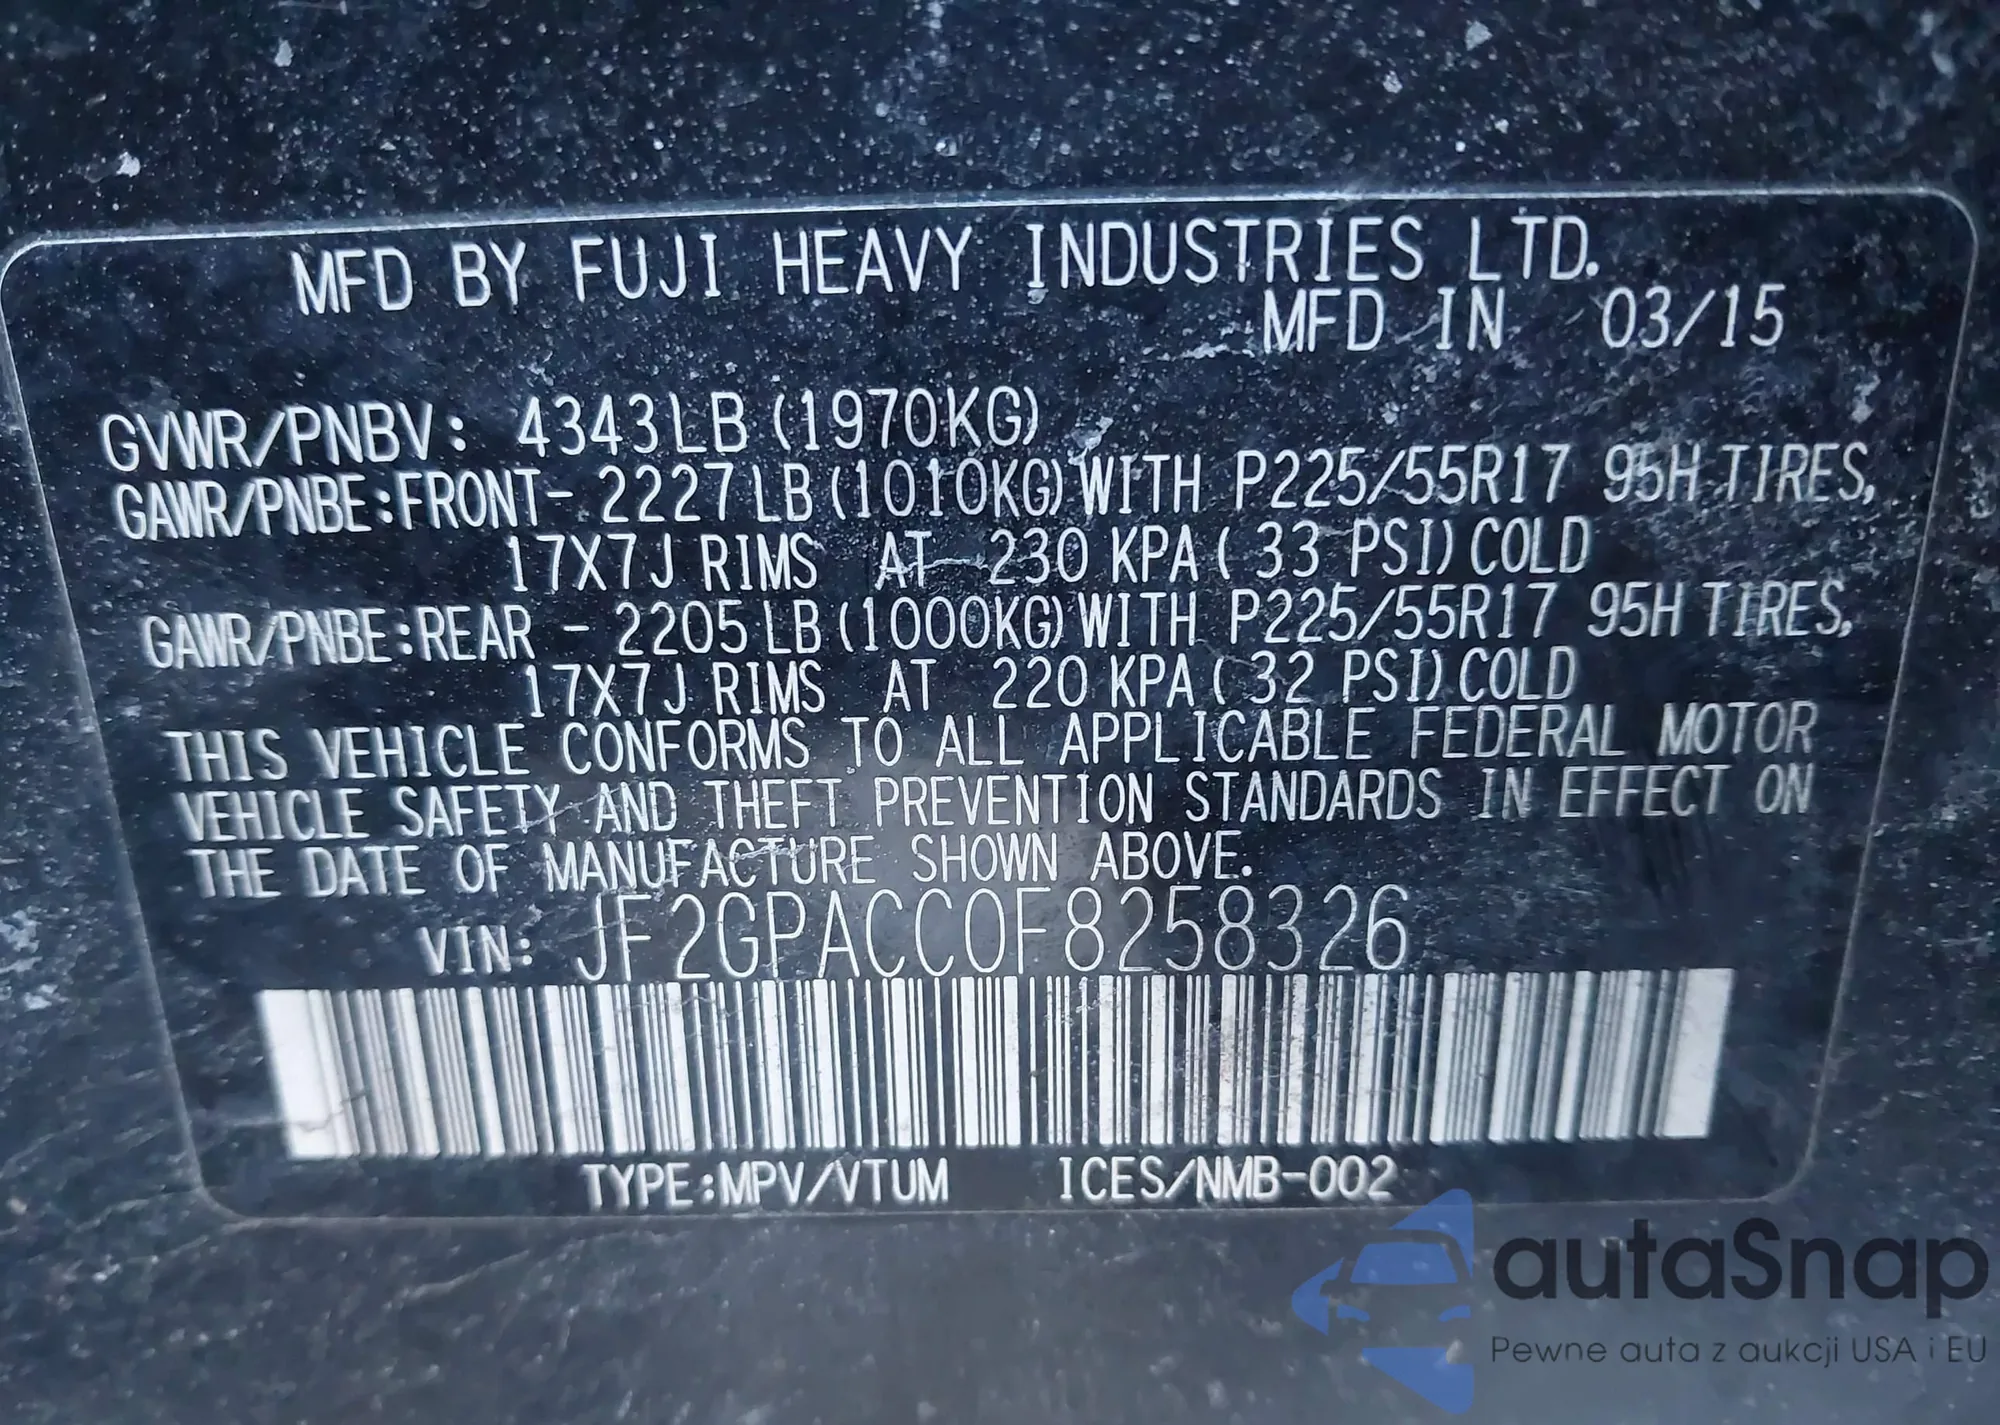 MFD BY FUJI HEAVY INDUSTRIES LTD.
MFD IN 03/15
GVWR/PNBV: 4343LB (1970KG)
GAWR/PNBE:FRONT- 2227LB (1010KG) WITH P225/55R17 95H TIRES,
17X7J RIMS AT 230 KPA ( 33 PSI) COLD
GAWR/PNBE:REAR - 2205LB (1000KG) WITH P225/55R17 95H TIRES,
17X7J RIMS AT 220 KPA ( 32 PSI) COLD
THIS VEHICLE CONFORMS TO ALL APPLICABLE FEDERAL MOTOR
VEHICLE SAFETY AND THEFT PREVENTION STANDARDS IN EFFECT ON
THE DATE OF MANUFACTURE SHOWN ABOVE.
VIN: JF2GPACC0F8258326
TYPE:MPV/VTUM ICES/NMB-002
autaSnap
Pewne auta z aukcji USA i EU